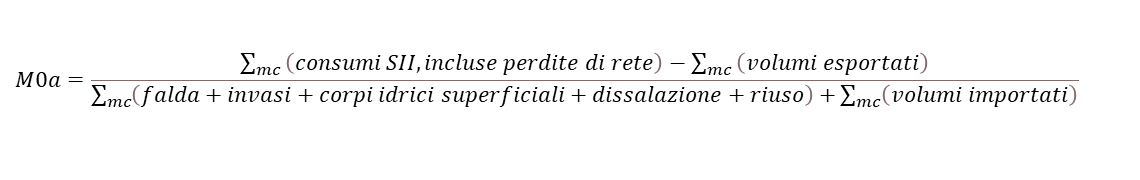 M0a = ∑mc (consumi SII, incluse perdite di rete) − ∑mc (volumi esportati)
∑mc(falda + invasi + corpi idrici superficiali + dissalazione + riuso) + ∑mc(volumi importati)